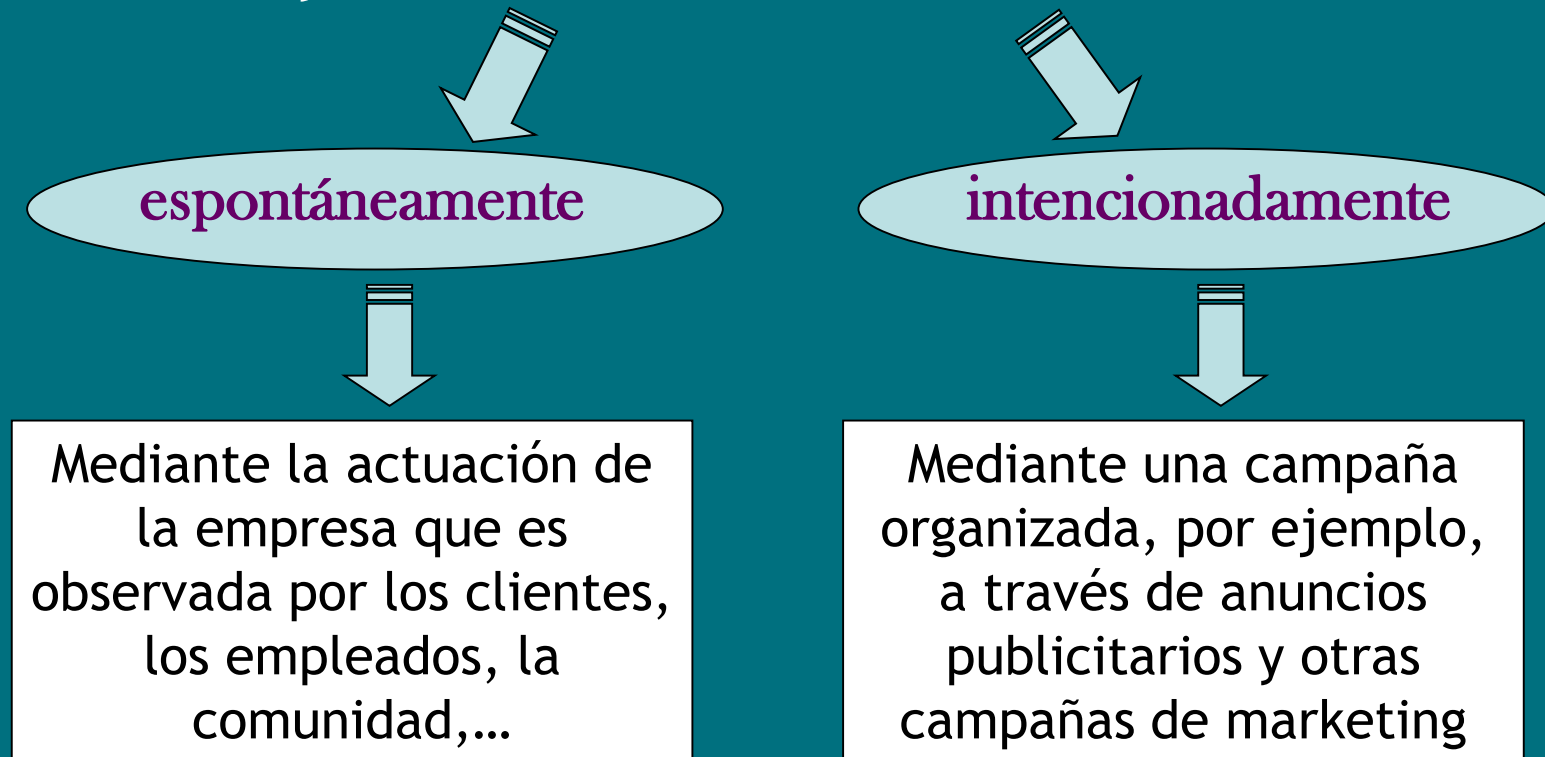 espontáneamente
intencionadamente
Mediante la actuación de
la empresa que es
observada por los clientes,
los empleados, la
comunidad,…
Mediante una campaña
organizada, por ejemplo,
a través de anuncios
publicitarios y otras
campañas de marketing